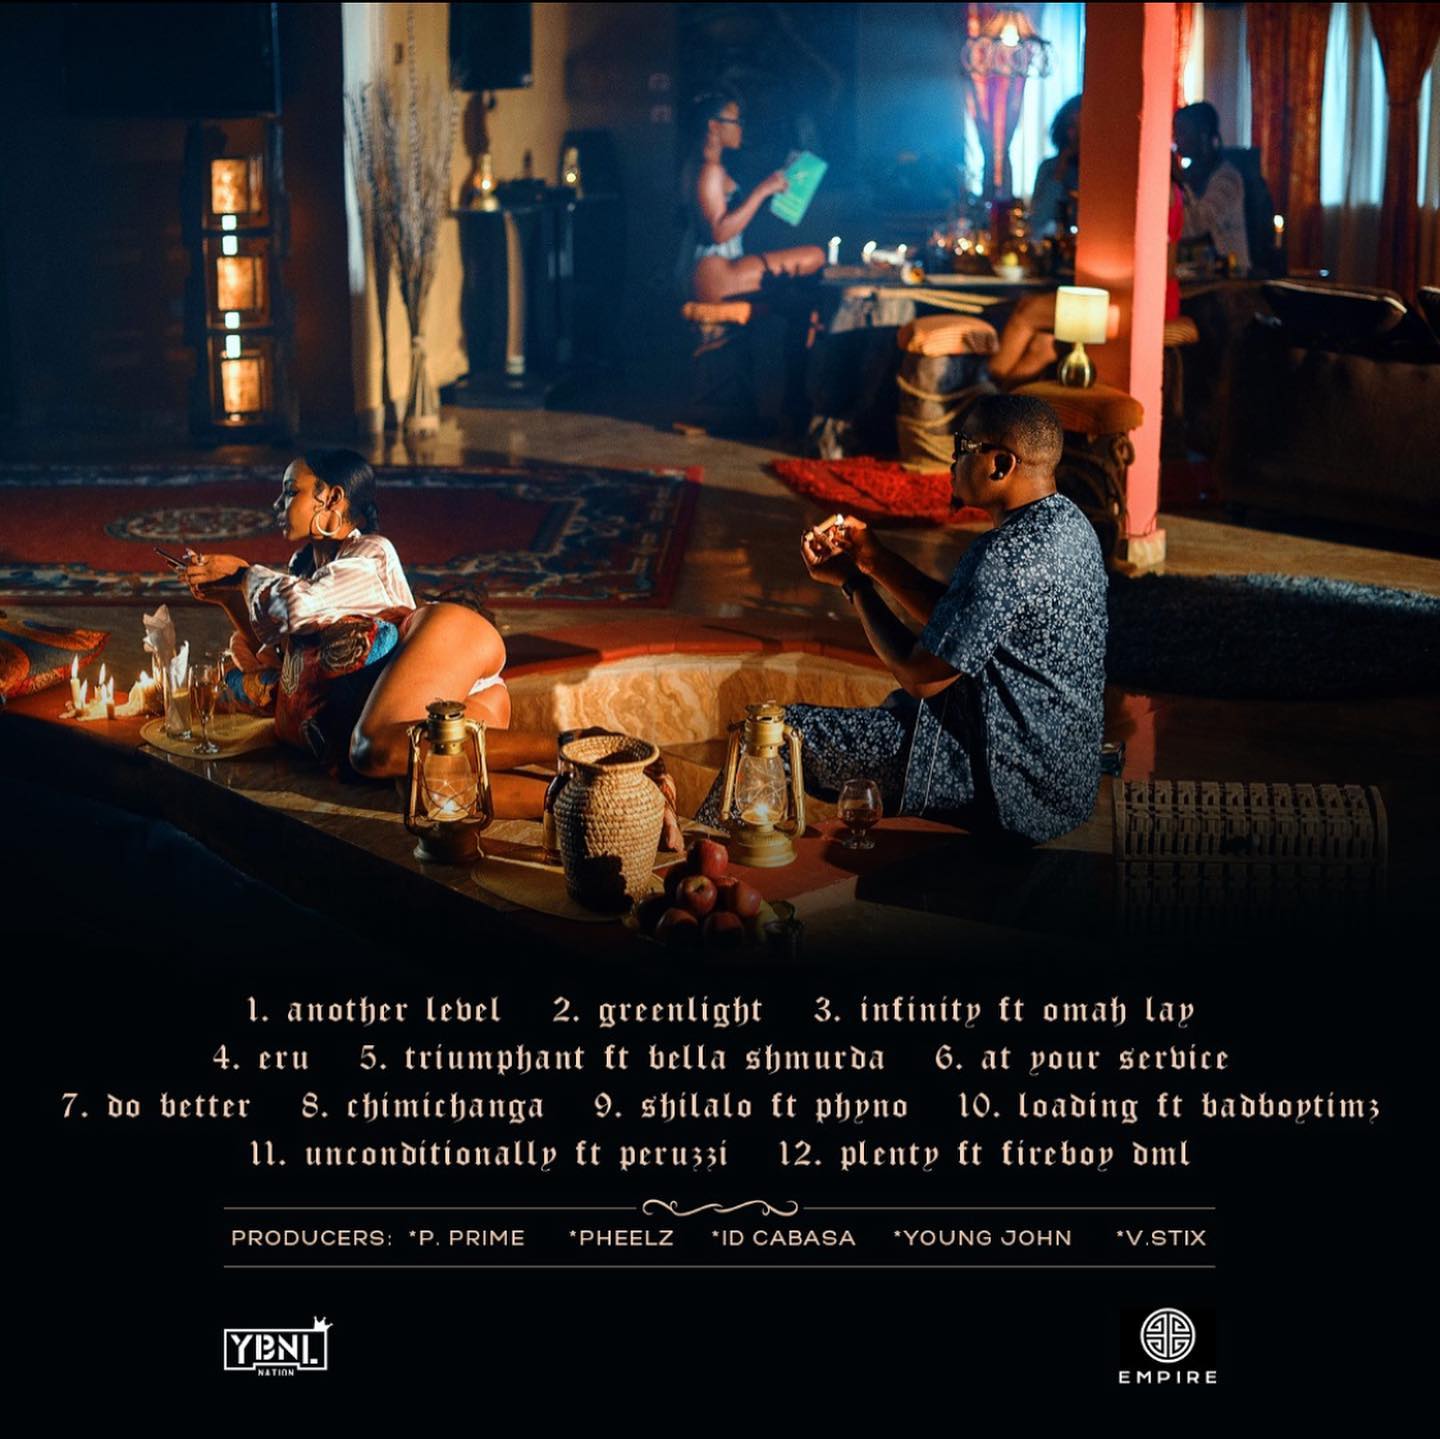 1. another level 2. greenlight 3. infinity ft omah lay
4. eru 5. triumphant ft bella shmurda 6. at your service
7. do better 8. chimichanga 9. shilalo ft phyno 10. loading ft badboytimz
11. unconditionally ft peruzzi 12. plenty ft fireboy dml
PRODUCERS: *P. PRIME *PHEELZ *ID CABASA *YOUNG JOHN *V.STIX
YBNL
NATION
EMPIRE